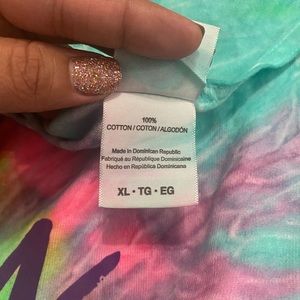 100%
COTTON / COTON / ALGODÓN
Made in Dominican Republic
Fabriqué au République Dominicaine
Hecho en República Dominicana
XL • TG • EG